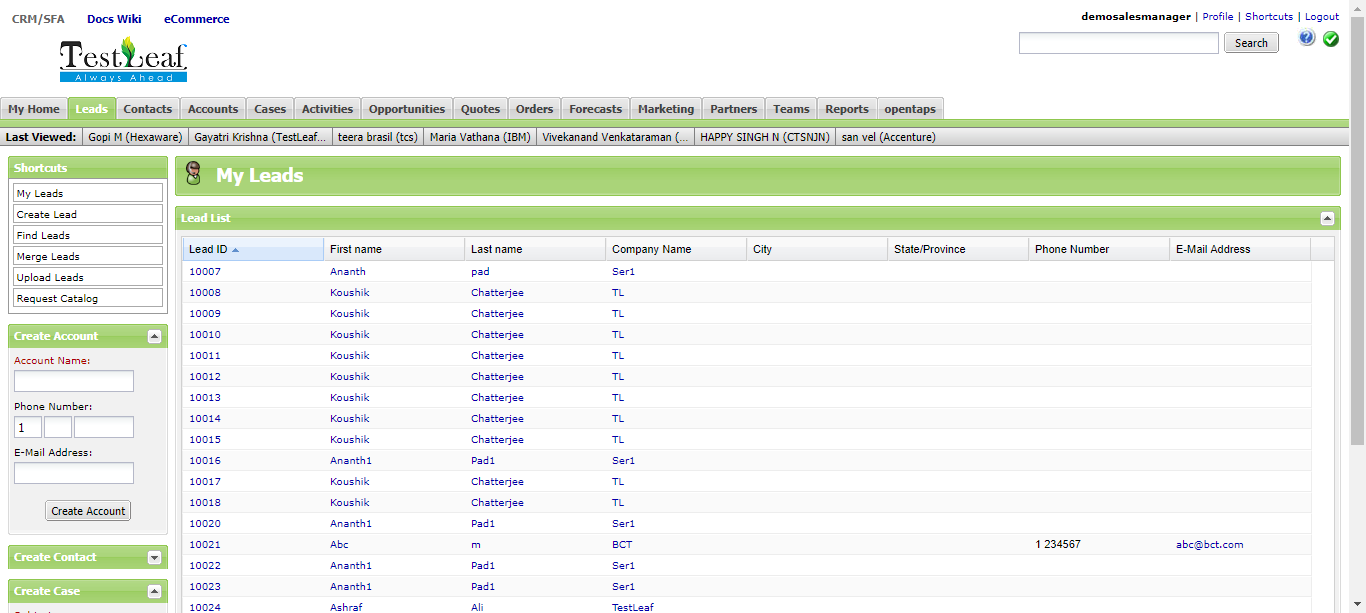 CRM/SFA Docs Wiki eCommerce
demosalesmanager | Profile | Shortcuts | Logout
TestLeaf
Always Ahead
Search
My Home Leads Contacts Accounts Cases Activities Opportunities Quotes Orders Forecasts Marketing Partners Teams Reports opentaps
Last Viewed: Gopi M (Hexaware) Gayatri Krishna (TestLeaf... teera brasil (tcs) Maria Vathana (IBM) Vivekanand Venkataraman (... HAPPY SINGH N (CTSNJN) san vel (Accenture)
Shortcuts
My Leads
Create Lead
Find Leads
Merge Leads
Upload Leads
Request Catalog
Create Account
Account Name:
Phone Number:
1
E-Mail Address:
Create Account
Create Contact
Create Case
My Leads
Lead List
Lead ID First name Last name Company Name City State/Province Phone Number E-Mail Address
10007 Ananth pad Ser1
10008 Koushik Chatterjee TL
10009 Koushik Chatterjee TL
10010 Koushik Chatterjee TL
10011 Koushik Chatterjee TL
10012 Koushik Chatterjee TL
10013 Koushik Chatterjee TL
10014 Koushik Chatterjee TL
10015 Koushik Chatterjee TL
10016 Ananth1 Pad1 Ser1
10017 Koushik Chatterjee TL
10018 Koushik Chatterjee TL
10020 Ananth1 Pad1 Ser1
10021 Abc m BCT 1 234567 abc@bct.com
10022 Ananth1 Pad1 Ser1
10023 Ananth1 Pad1 Ser1
10024 Ashraf Ali TestLeaf